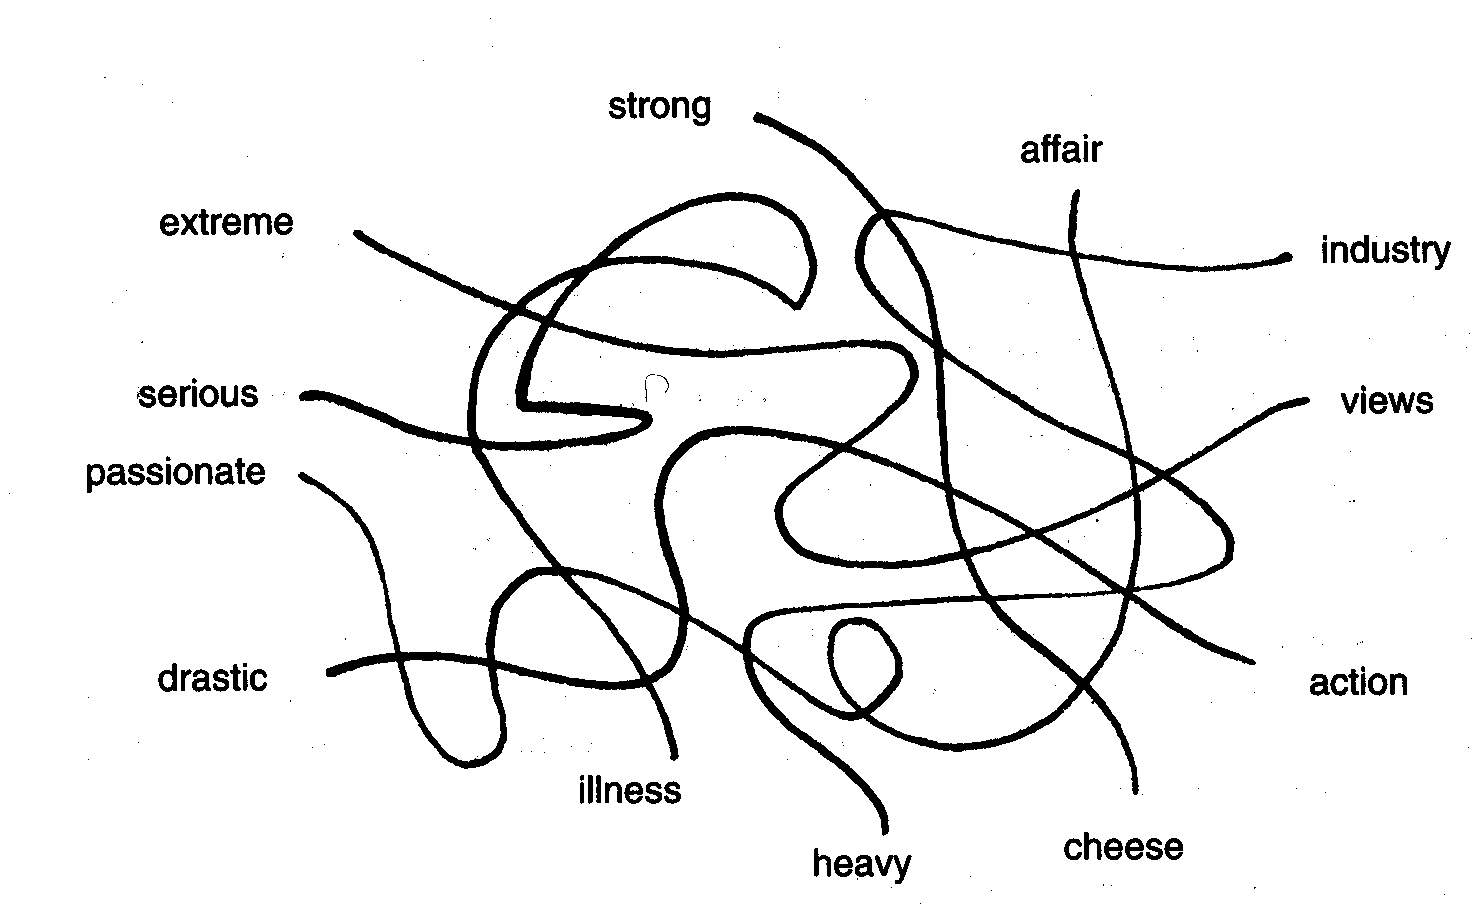 strong
affair
extreme
industry
serious
views
passionate
drastic
action
illness
cheese
heavy